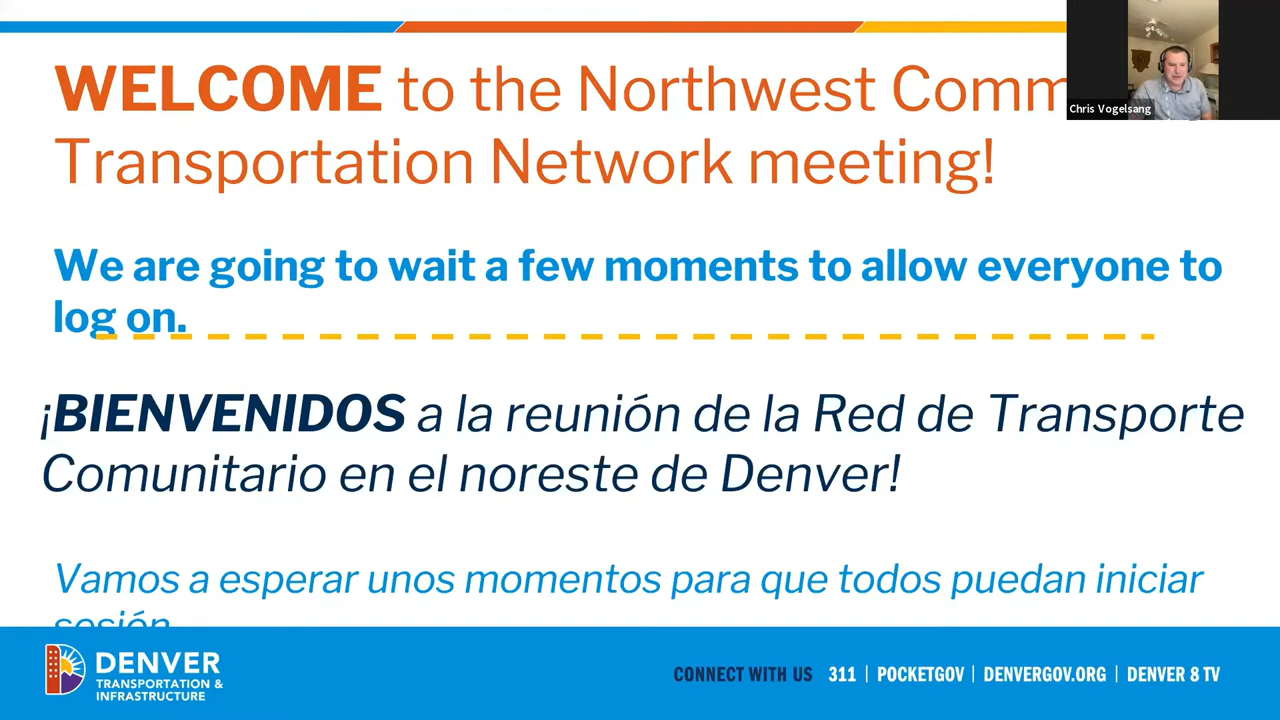 WELCOME to the Northwest Comm
Transportation Network meeting!
Chris Vogelsang
We are going to wait a few moments to allow everyone to
log on.
¡BIENVENIDOS a la reunión de la Red de Transporte
Comunitario en el noreste de Denver!
Vamos a esperar unos momentos para que todos puedan iniciar
sesión
DENVER
TRANSPORTATION &
INFRASTRUCTURE
CONNECT WITH US 311 | POCKETGOV | DENVERGOV.ORG | DENVER 8 TV